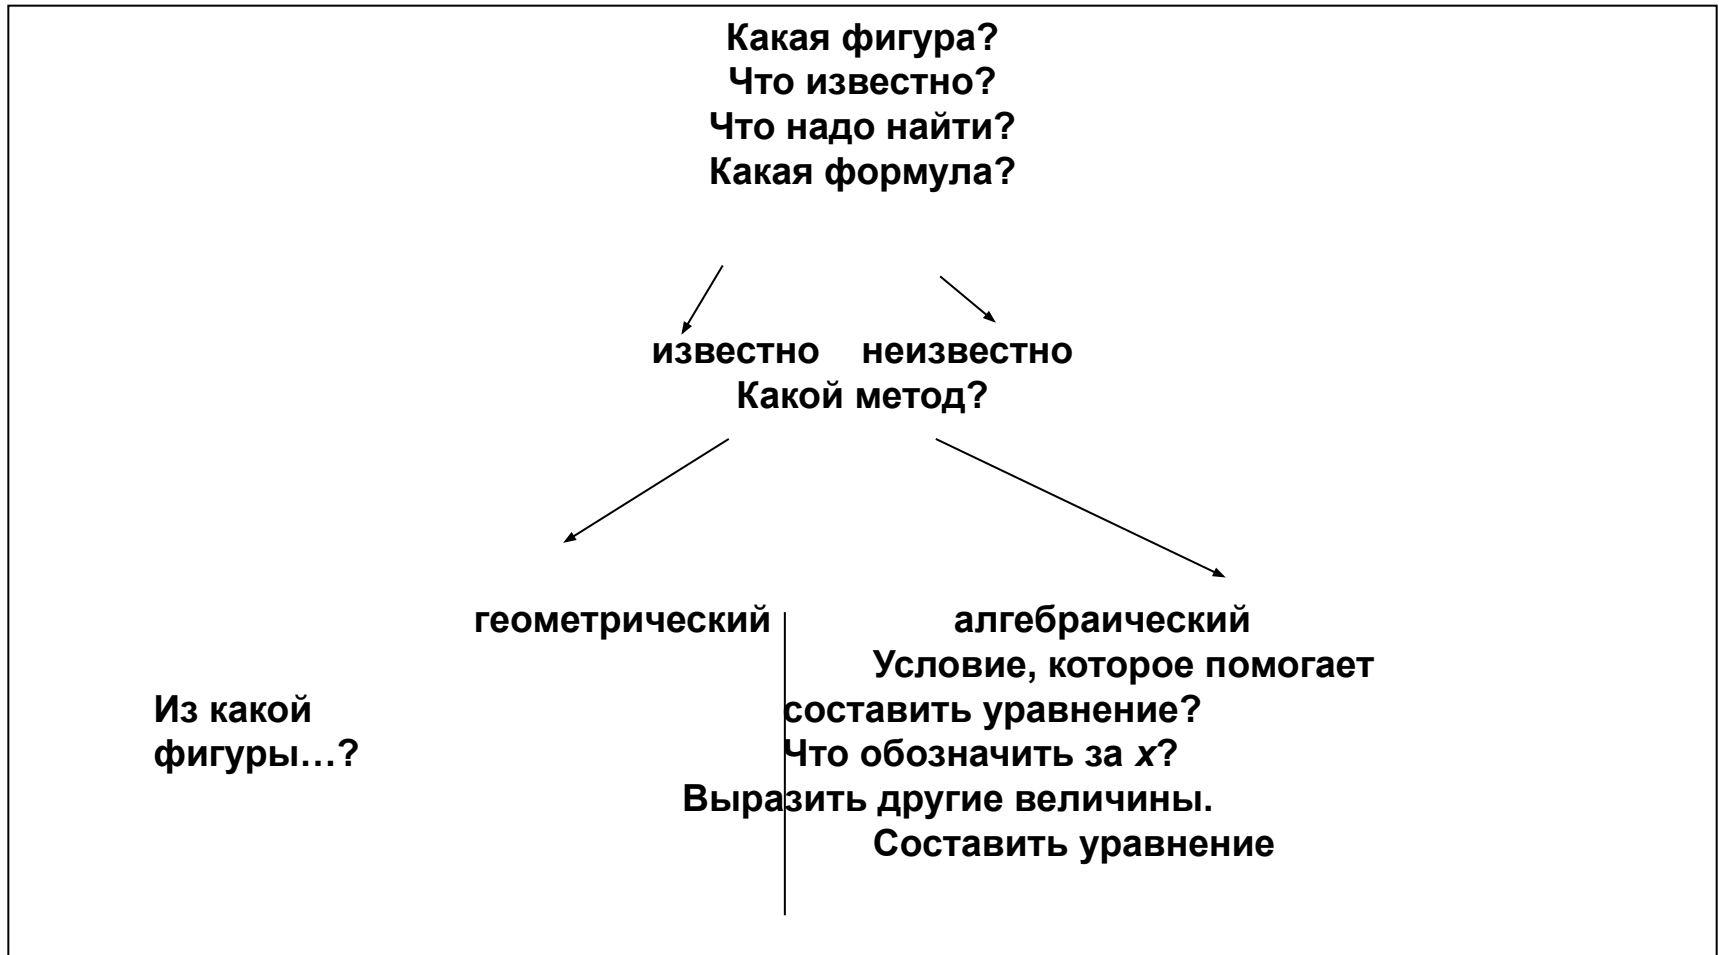 Какая фигура?
Что известно?
Что надо найти?
Какая формула?
известно неизвестно
Какой метод?
геометрический
алгебраический
Из какой
фигуры...?
Условие, которое помогает
составить уравнение?
Что обозначить за x?
Выразить другие величины.
Составить уравнение